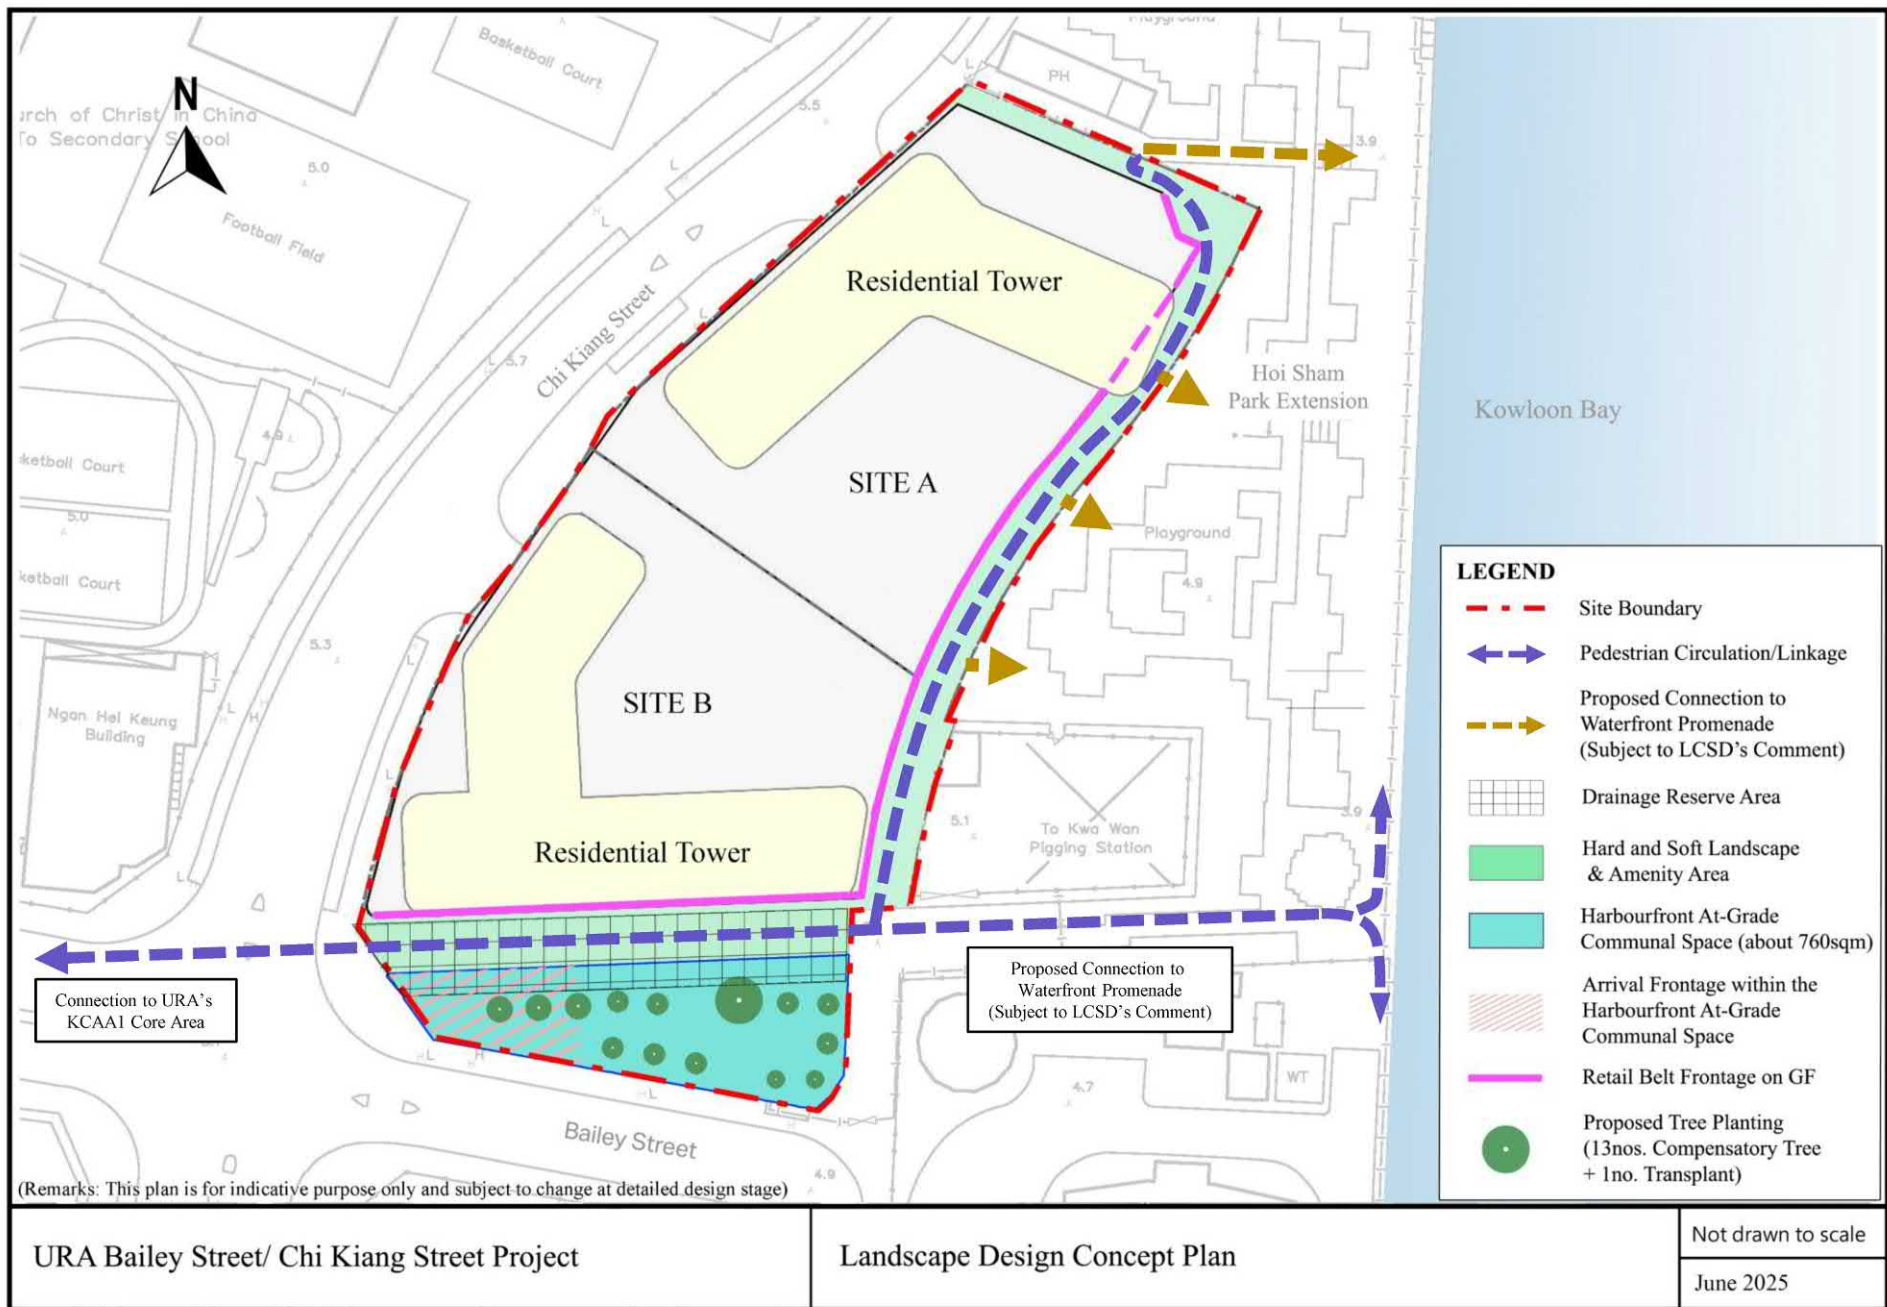 Playground
Basketball Court
PH
N
5.5
3.9
urch of Christ in China
To Secondary School
5.0
Football Field
L
Residential Tower
Chi Kiang Street
5.7
Hoi Sham
Park Extension
Kowloon Bay
4.9
sketball Court
5.0
SITE A
Playground
4.9
ketball Court
5.3
SITE B
Ngan Hei Keung
Building
L
H
5.1
To Kwa Wan
Pigging Station
3.9
Residential Tower
Connection to URA's
KCAA1 Core Area
Proposed Connection to
Waterfront Promenade
(Subject to LCSD's Comment)
HL
H
HL
L
WT
4.7
Bailey Street
4.9
LEGEND
Site Boundary
Pedestrian Circulation/Linkage
Proposed Connection to
Waterfront Promenade
(Subject to LCSD's Comment)
Drainage Reserve Area
Hard and Soft Landscape
& Amenity Area
Harbourfront At-Grade
Communal Space (about 760sqm)
Arrival Frontage within the
Harbourfront At-Grade
Communal Space
Retail Belt Frontage on GF
Proposed Tree Planting
(13nos. Compensatory Tree
+ 1no. Transplant)
(Remarks: This plan is for indicative purpose only and subject to change at detailed design stage)
URA Bailey Street/ Chi Kiang Street Project
Landscape Design Concept Plan
Not drawn to scale
June 2025